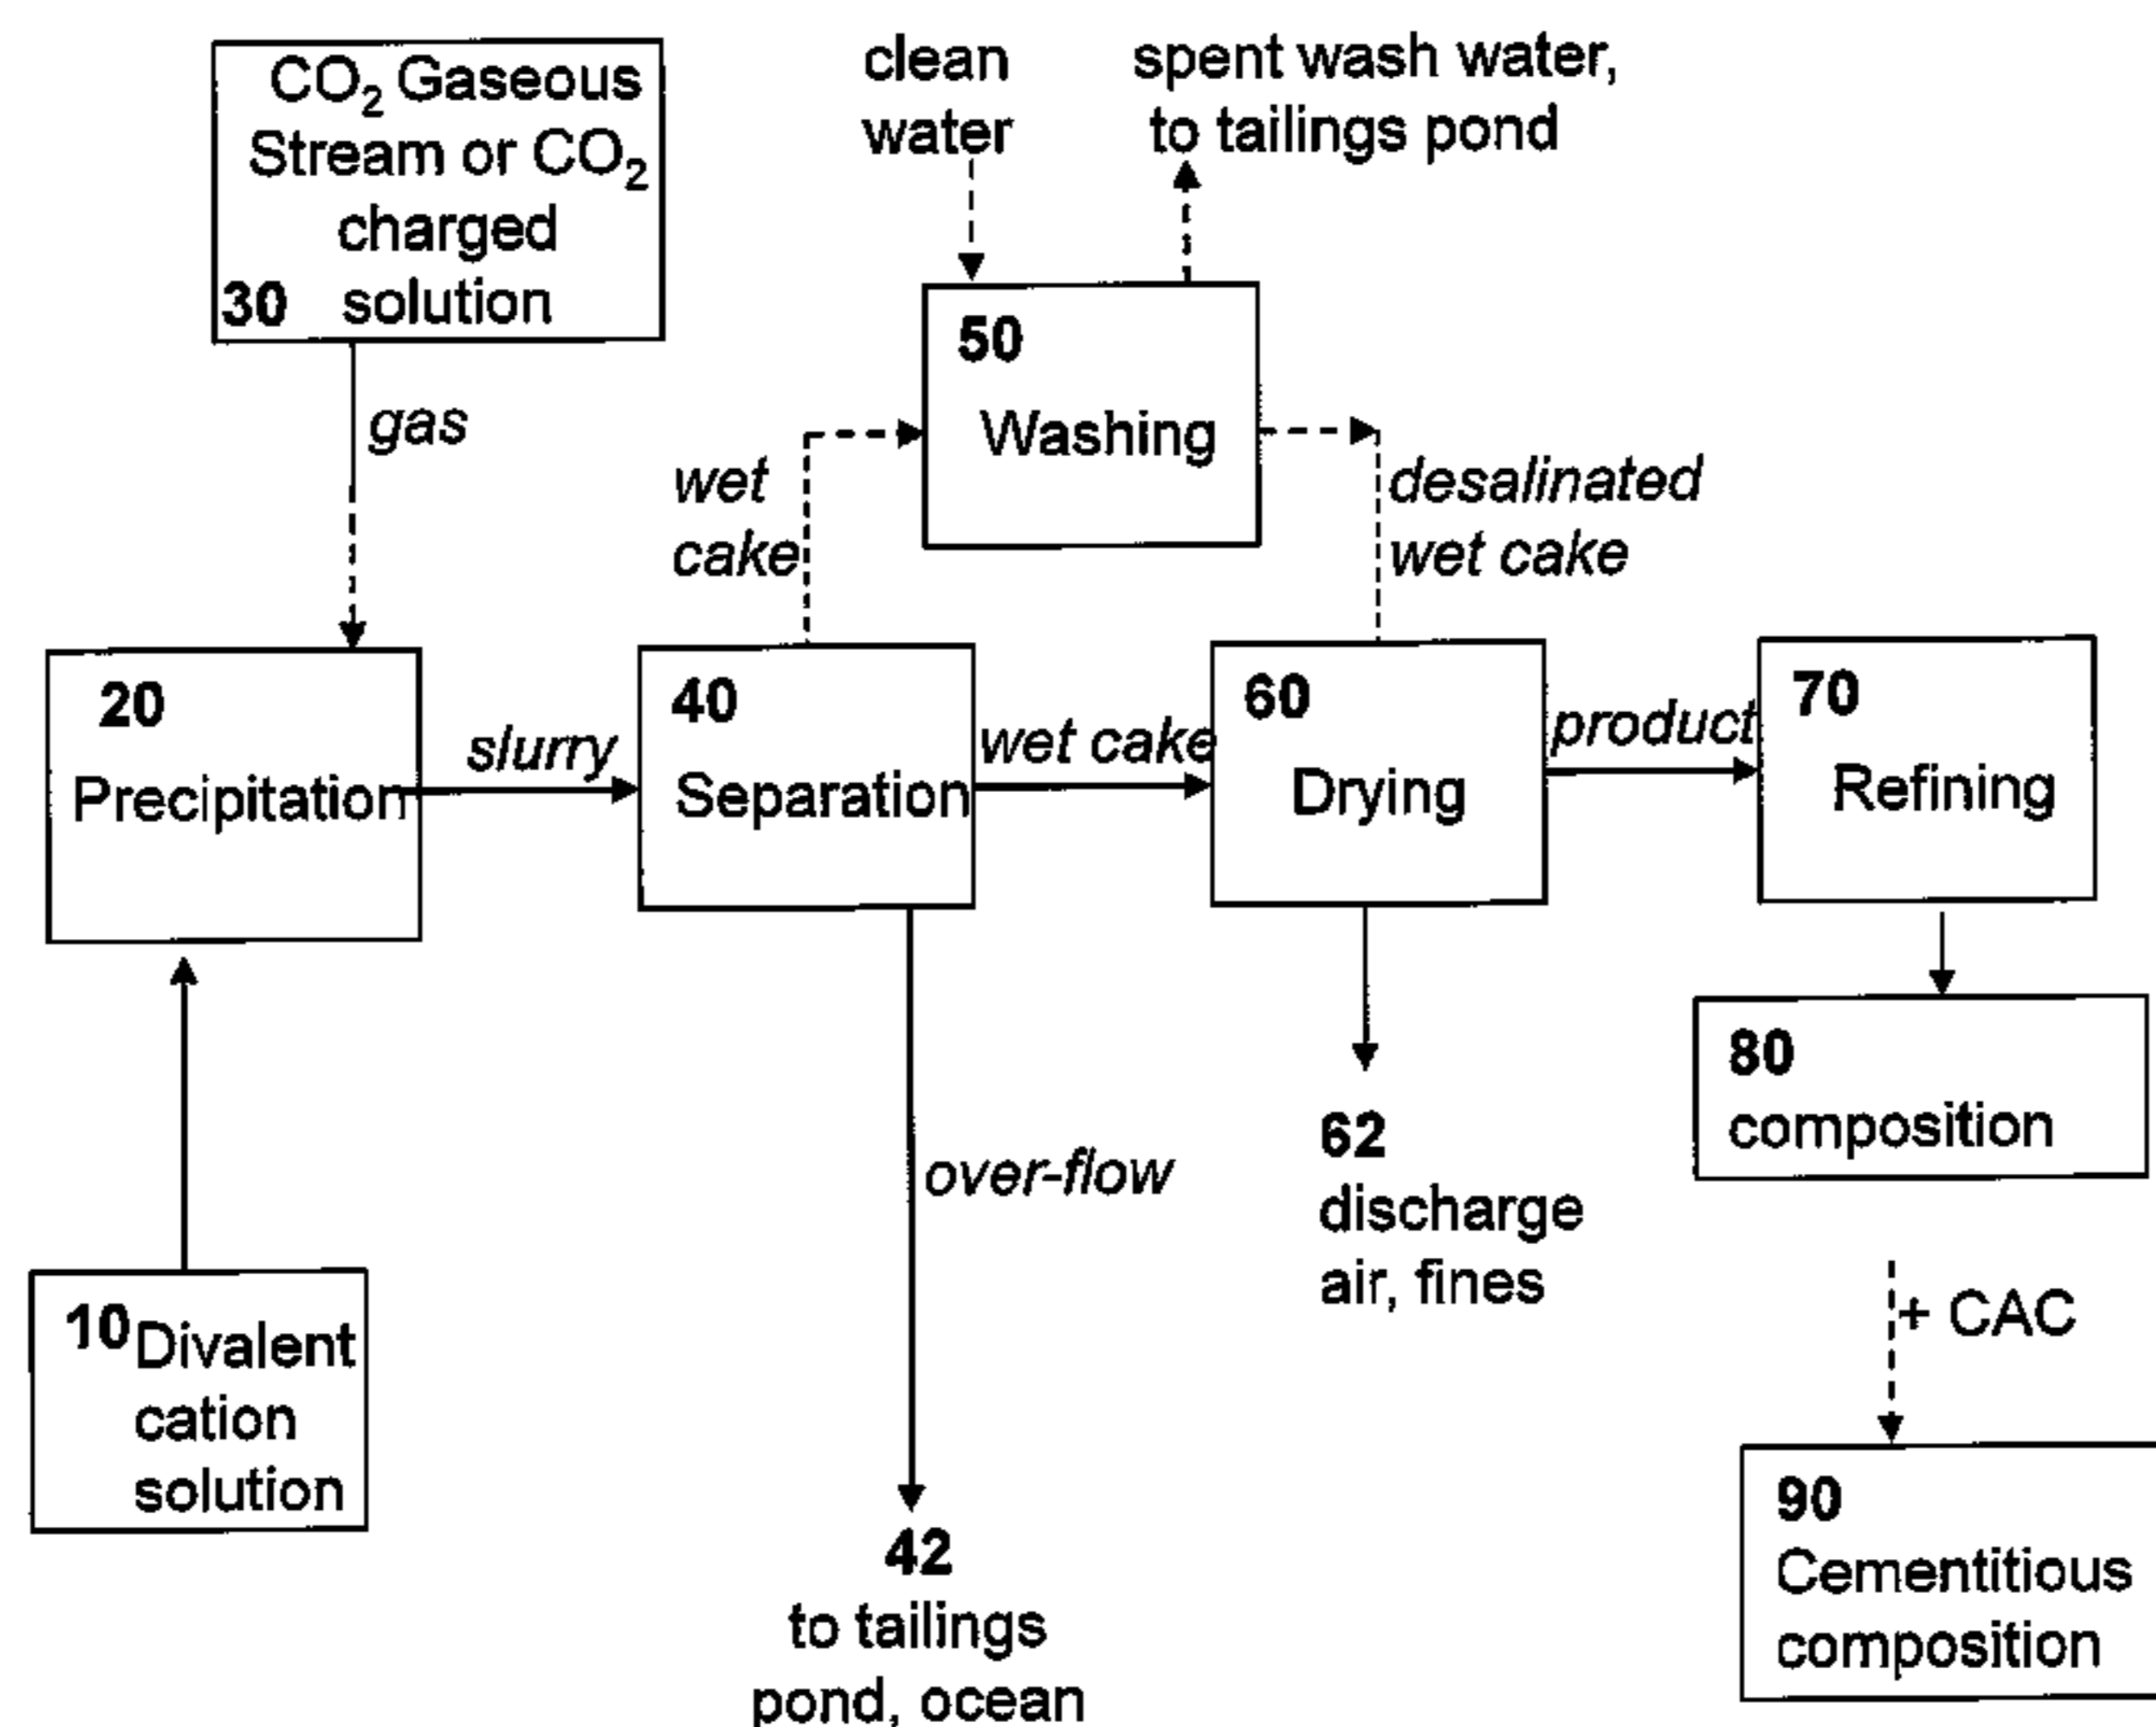 CO₂ Gaseous
Stream or CO₂
charged
30 solution
clean
water
spent wash water,
to tailings pond
gas
50
Washing
wet
cake
desalinated
wet cake
20
Precipitation
slurry
40
Separation
wet cake
60
Drying
product
70
Refining
80
composition
over-flow
62
discharge
air, fines
10 Divalent
cation
solution
+ CAC
42
to tailings
pond, ocean
90
Cementitious
composition